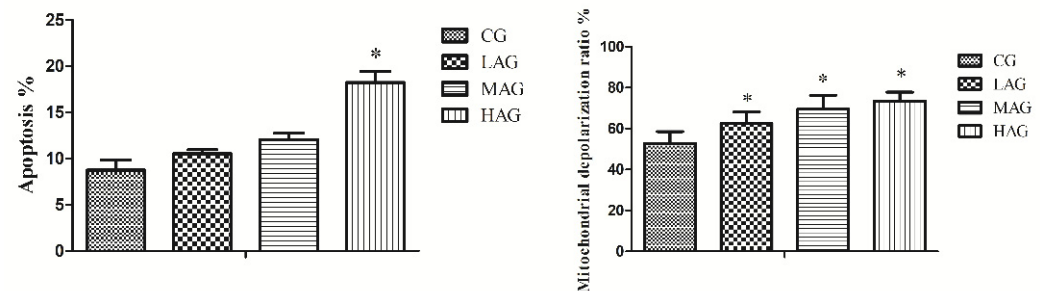 Apoptosis %
25
20
15
10
5
0
*
CG
LAG
MAG
HAG
Mitochondrial depolarization ratio %
100
80
60
40
20
0
*
*
*
CG
LAG
MAG
HAG